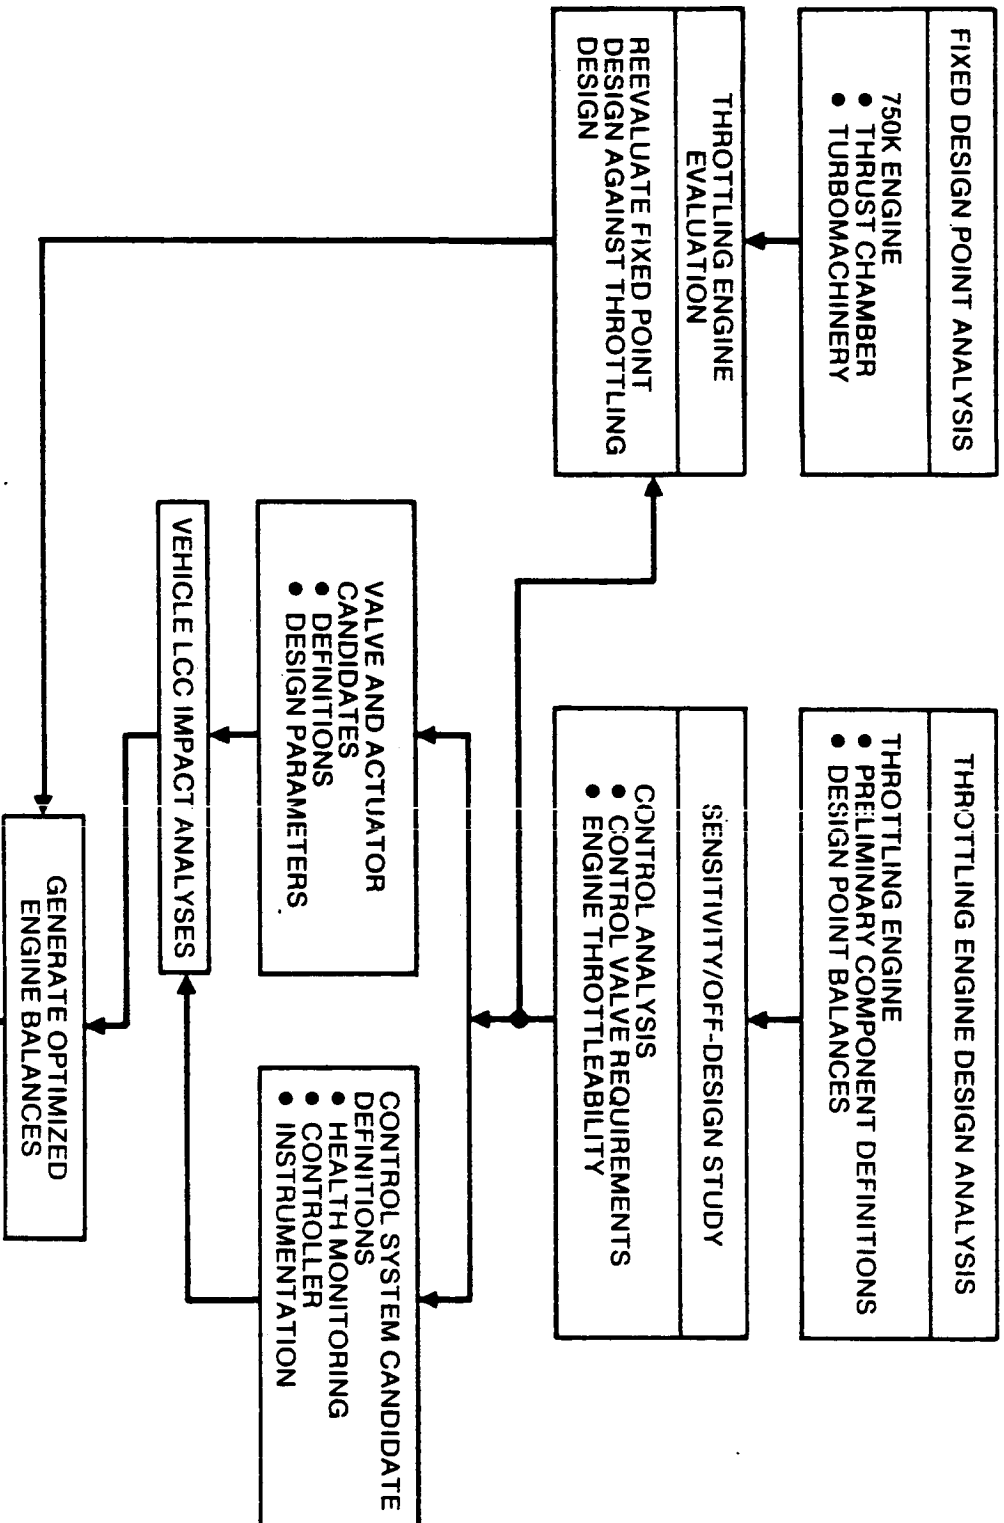 FIXED DESIGN POINT ANALYSIS
750K ENGINE
● THRUST CHAMBER
● TURBOMACHINERY
THROTTLING ENGINE DESIGN ANALYSIS
THROTTLING ENGINE
● PRELIMINARY COMPONENT DEFINITIONS
● DESIGN POINT BALANCES
THROTTLING ENGINE
EVALUATION
REEVALUATE FIXED POINT
DESIGN AGAINST THROTTLING
DESIGN
SENSITIVITY/OFF-DESIGN STUDY
CONTROL ANALYSIS
● CONTROL VALVE REQUIREMENTS
● ENGINE THROTTLEABILITY
VALVE AND ACTUATOR
CANDIDATES
● DEFINITIONS
● DESIGN PARAMETERS
CONTROL SYSTEM CANDIDATE
DEFINITIONS
● HEALTH MONITORING
● CONTROLLER
● INSTRUMENTATION
VEHICLE LCC IMPACT ANALYSES
GENERATE OPTIMIZED
ENGINE BALANCES